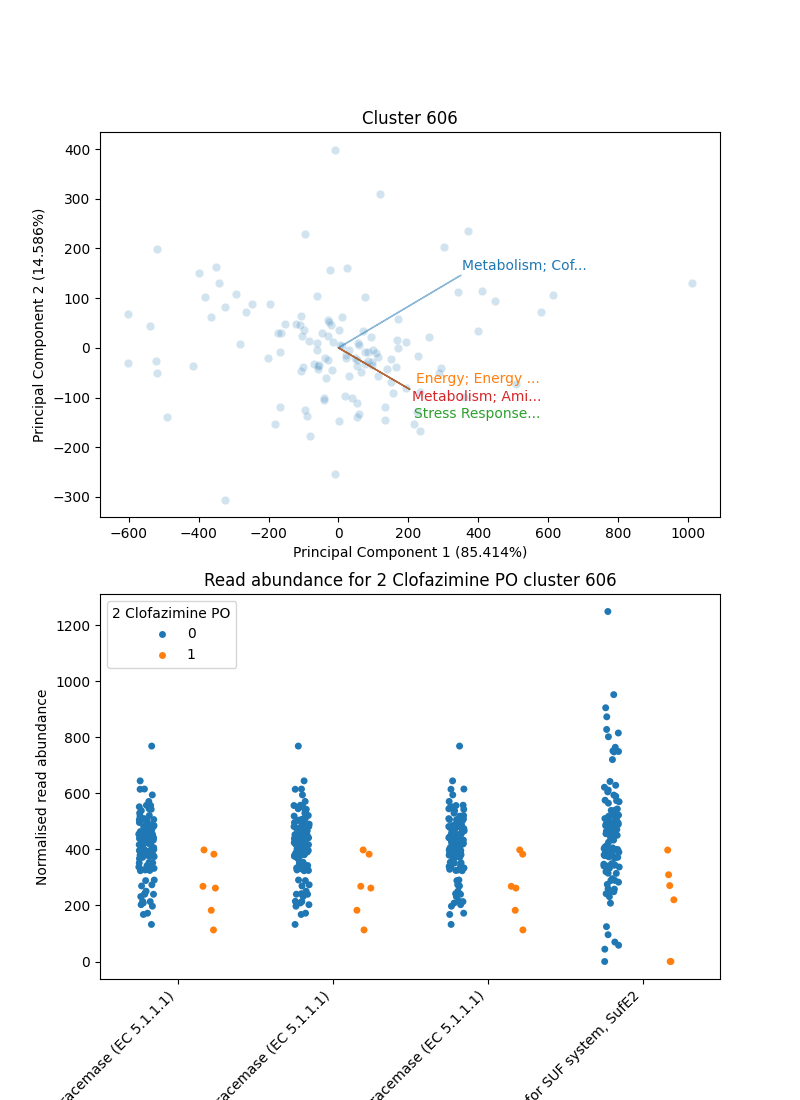 Cluster 606
400
300
200
100
0
−100
−200
−300
Principal Component 2 (14.586%)
Metabolism; Cof...
Energy; Energy ...
Metabolism; Ami...
Stress Response...
−600 −400 −200 0 200 400 600 800 1000
Principal Component 1 (85.414%)
Read abundance for 2 Clofazimine PO cluster 606
2 Clofazimine PO
0
1
1200
1000
800
600
400
200
0
Normalised read abundance
racemase (EC 5.1.1.1)
racemase (EC 5.1.1.1)
racemase (EC 5.1.1.1)
for SUF system, SufE2